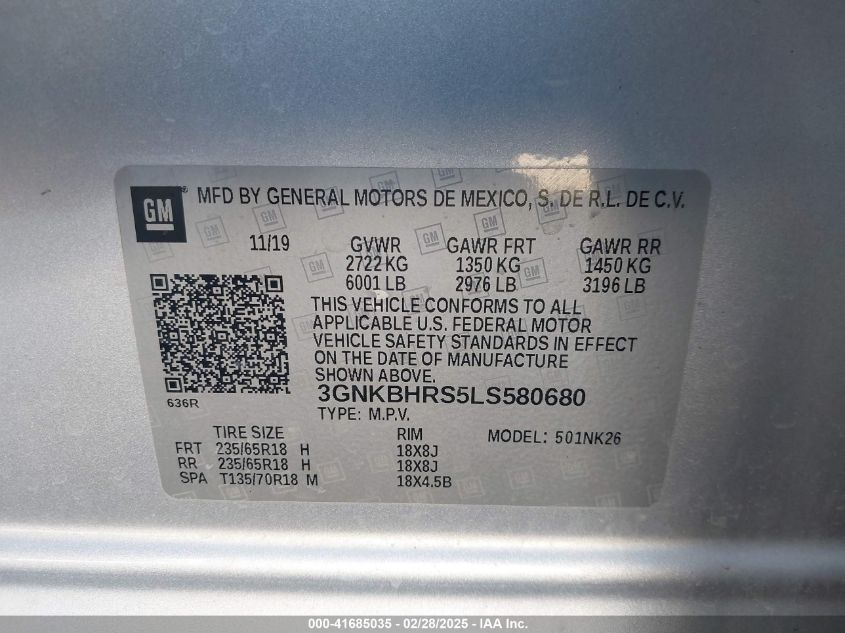 GM MFD BY GENERAL MOTORS DE MEXICO, S. DE R.L. DE C.V.
11/19 GVWR GAWR FRT GAWR RR
2722 KG 1350 KG 1450 KG
6001 LB 2976 LB 3196 LB
THIS VEHICLE CONFORMS TO ALL
APPLICABLE U.S. FEDERAL MOTOR
VEHICLE SAFETY STANDARDS IN EFFECT
ON THE DATE OF MANUFACTURE
SHOWN ABOVE.
636R 3GNKBHRS5LS580680
TYPE: M.P.V.
TIRE SIZE RIM MODEL: 501NK26
FRT 235/65R18 H 18X8J
RR 235/65R18 H 18X8J
SPA T135/70R18 M 18X4.5B
000-41685035 - 02/28/2025 - IAA Inc.